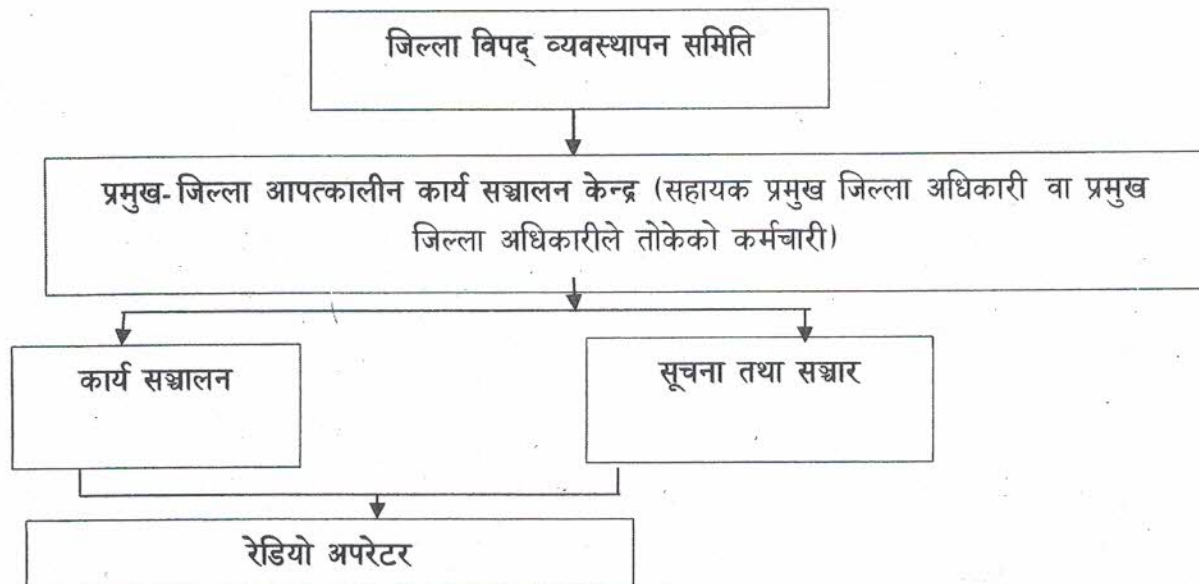 जिल्ला विपद् व्यवस्थापन समिति
प्रमुख-जिल्ला आपत्कालीन कार्य सञ्चालन केन्द्र (सहायक प्रमुख जिल्ला अधिकारी वा प्रमुख
जिल्ला अधिकारीले तोकेको कर्मचारी)
कार्य सञ्चालन
सूचना तथा सञ्चार
रेडियो अपरेटर